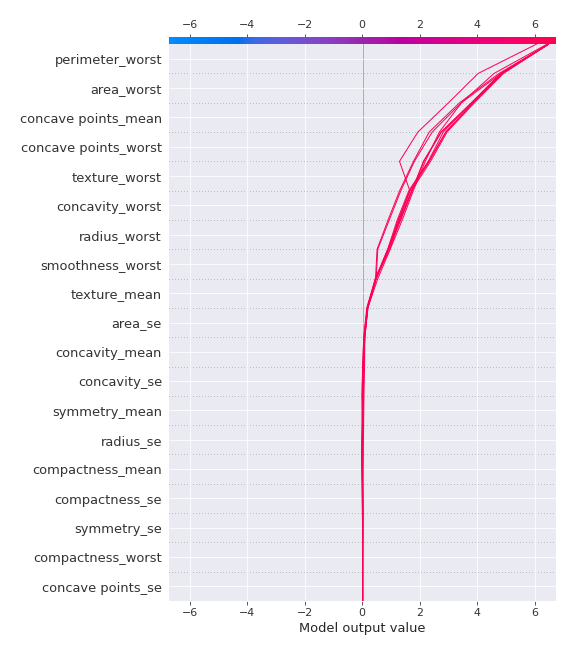 −6 −4 −2 0 2 4 6
perimeter_worst
area_worst
concave points_mean
concave points_worst
texture_worst
concavity_worst
radius_worst
smoothness_worst
texture_mean
area_se
concavity_mean
concavity_se
symmetry_mean
radius_se
compactness_mean
compactness_se
symmetry_se
compactness_worst
concave points_se
−6 −4 −2 0 2 4 6
Model output value